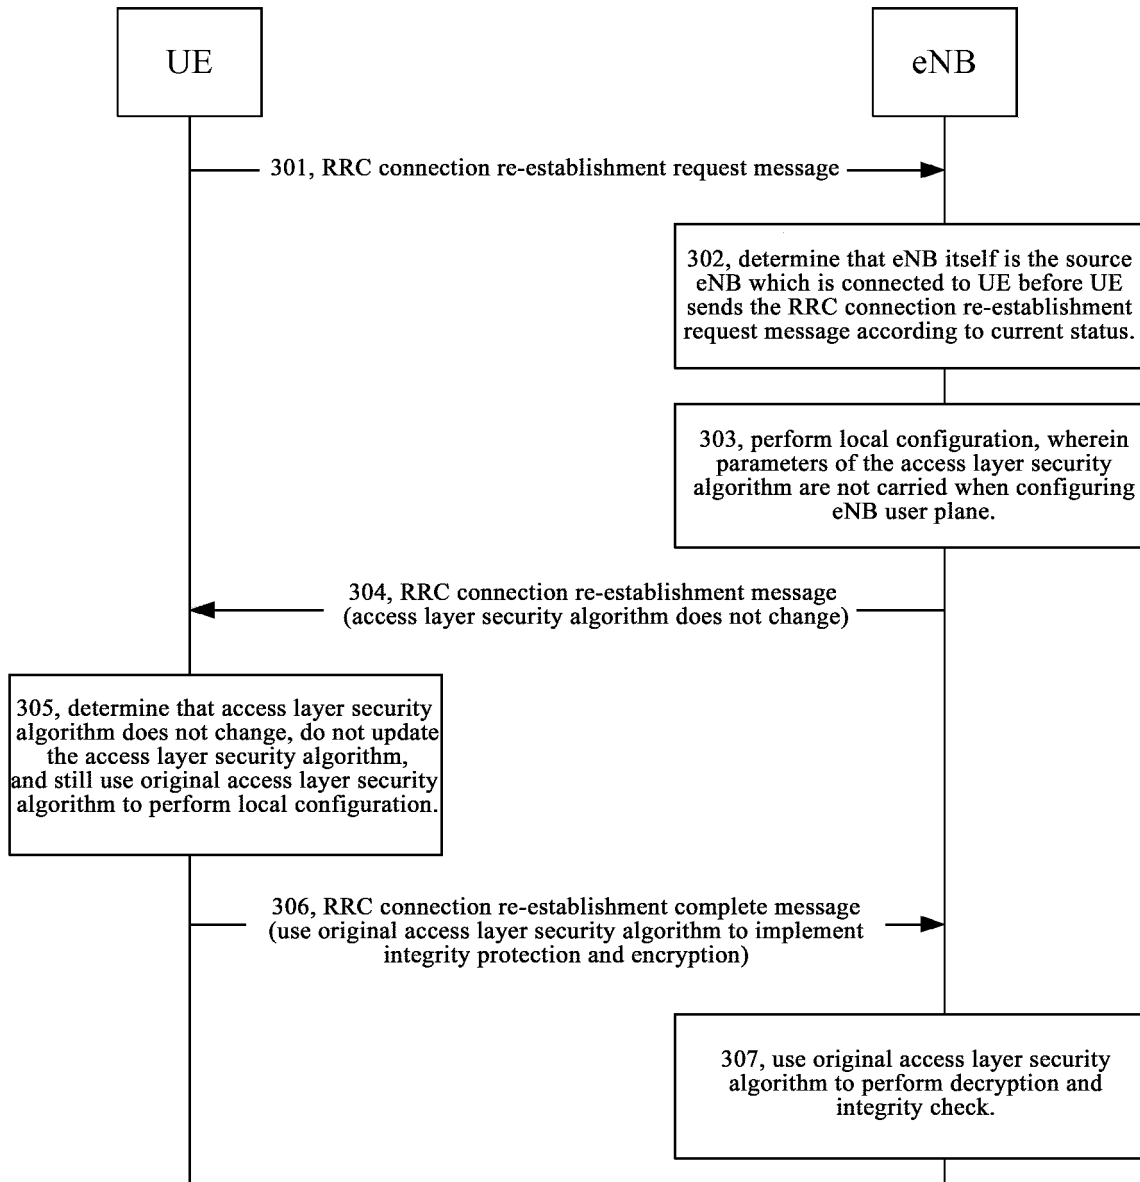 UE
eNB
301, RRC connection re-establishment request message
302, determine that eNB itself is the source
eNB which is connected to UE before UE
sends the RRC connection re-establishment
request message according to current status.
303, perform local configuration, wherein
parameters of the access layer security
algorithm are not carried when configuring
eNB user plane.
304, RRC connection re-establishment message
(access layer security algorithm does not change)
305, determine that access layer security
algorithm does not change, do not update
the access layer security algorithm,
and still use original access layer security
algorithm to perform local configuration.
306, RRC connection re-establishment complete message
(use original access layer security algorithm to implement
integrity protection and encryption)
307, use original access layer security
algorithm to perform decryption and
integrity check.